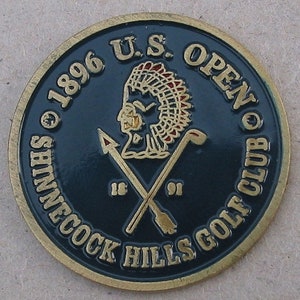 1896 U.S. OPEN
18 91
SHINNECOCK HILLS GOLF CLUB